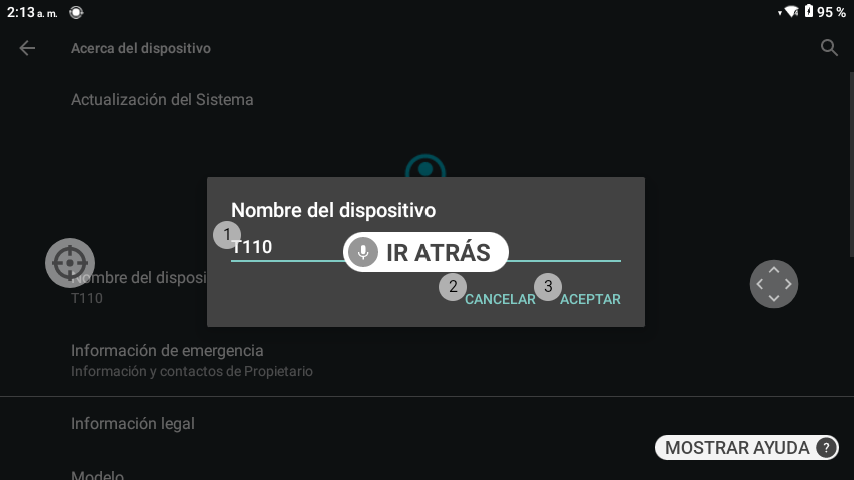 2:13 a. m.
95 %
Acerca del dispositivo
Actualización del Sistema
Nombre del dispositivo
1
T110
IR ATRÁS
Nombre del disposi
T110
2
CANCELAR
3
ACEPTAR
Información de emergencia
Información y contactos de Propietario
Información legal
MOSTRAR AYUDA ?
Modelo